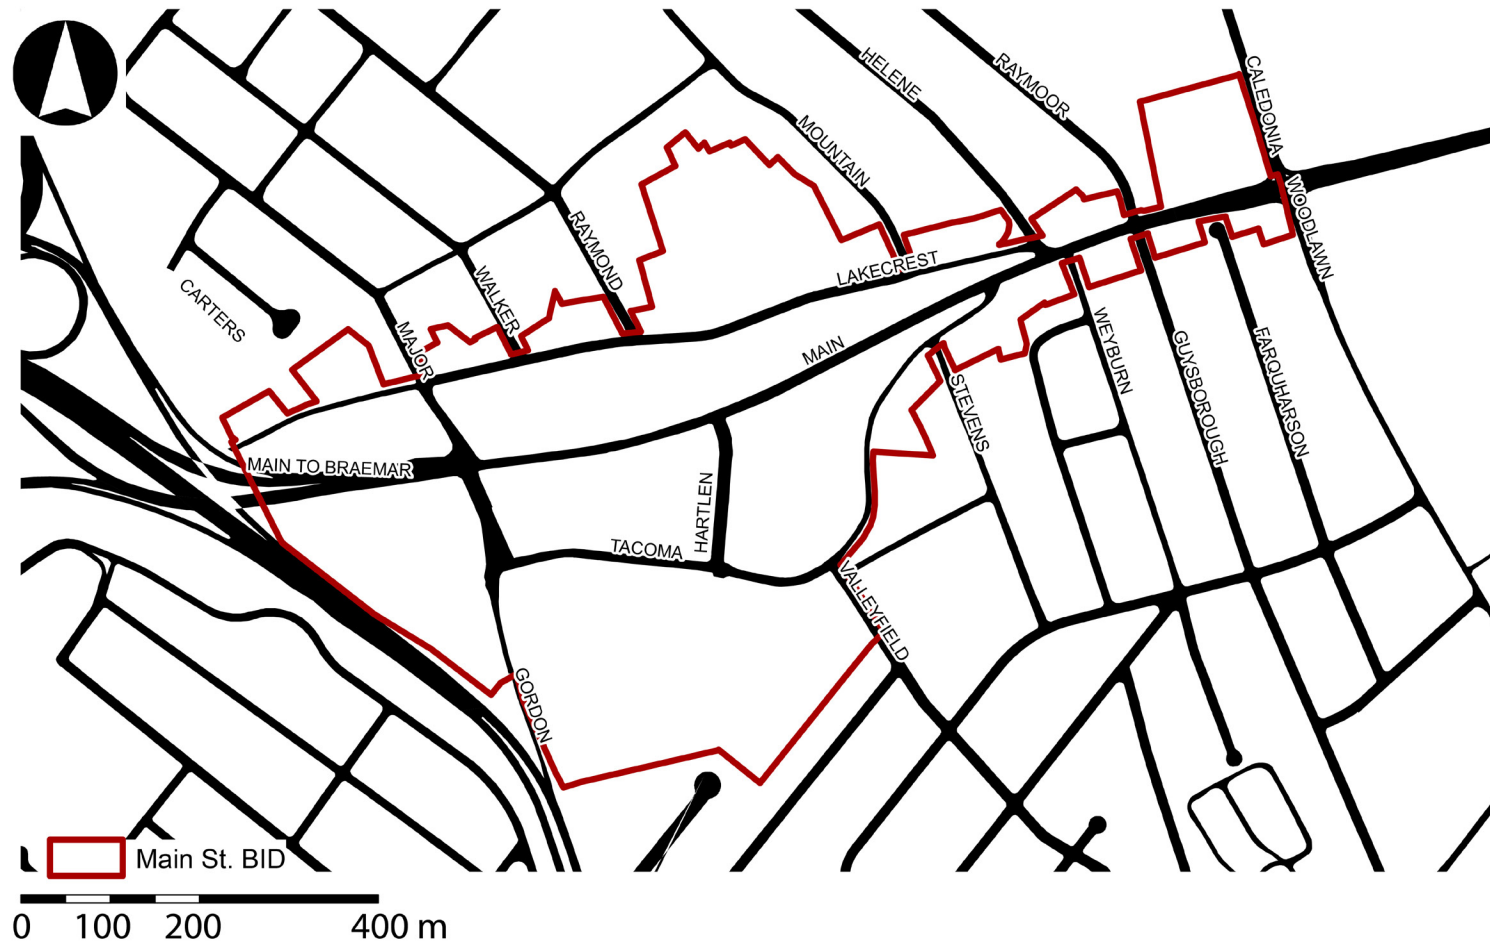 HELENE
RAYMOOR
CALEDONIA
MOUNTAIN
WOODLAWN
RAYMOND
LAKECREST
WALKER
CARTERS
MAJOR
MAIN
WEYBURN
GUYSBOROUGH
FARQUHARSON
STEVENS
MAIN TO BRAEMAR
HARTLEN
TACOMA
VALLEYFIELD
GORDON
Main St. BID
0 100 200 400 m